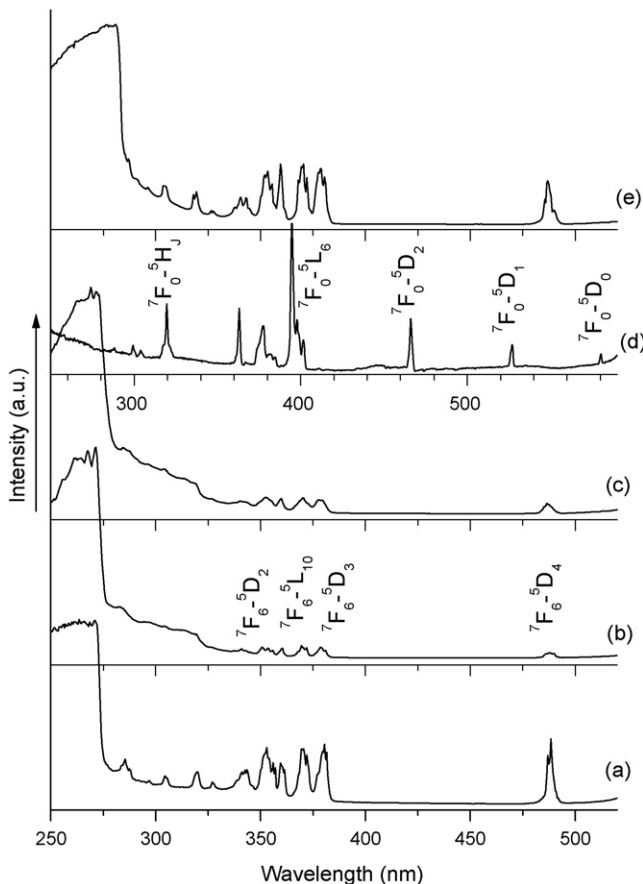 (e)
⁷F₀-⁵H_J
⁷F₀-⁵L₆
⁷F₀-⁵D₂
⁷F₀-⁵D₁
⁷F₀-⁵D₀
(d)
300 400 500
(c)
⁷F₆-⁵D₂
⁷F₆-⁵L₁₀
⁷F₆-⁵D₃
⁷F₆-⁵D₄
(b)
(a)
Intensity (a.u.)
250 300 350 400 450 500
Wavelength (nm)